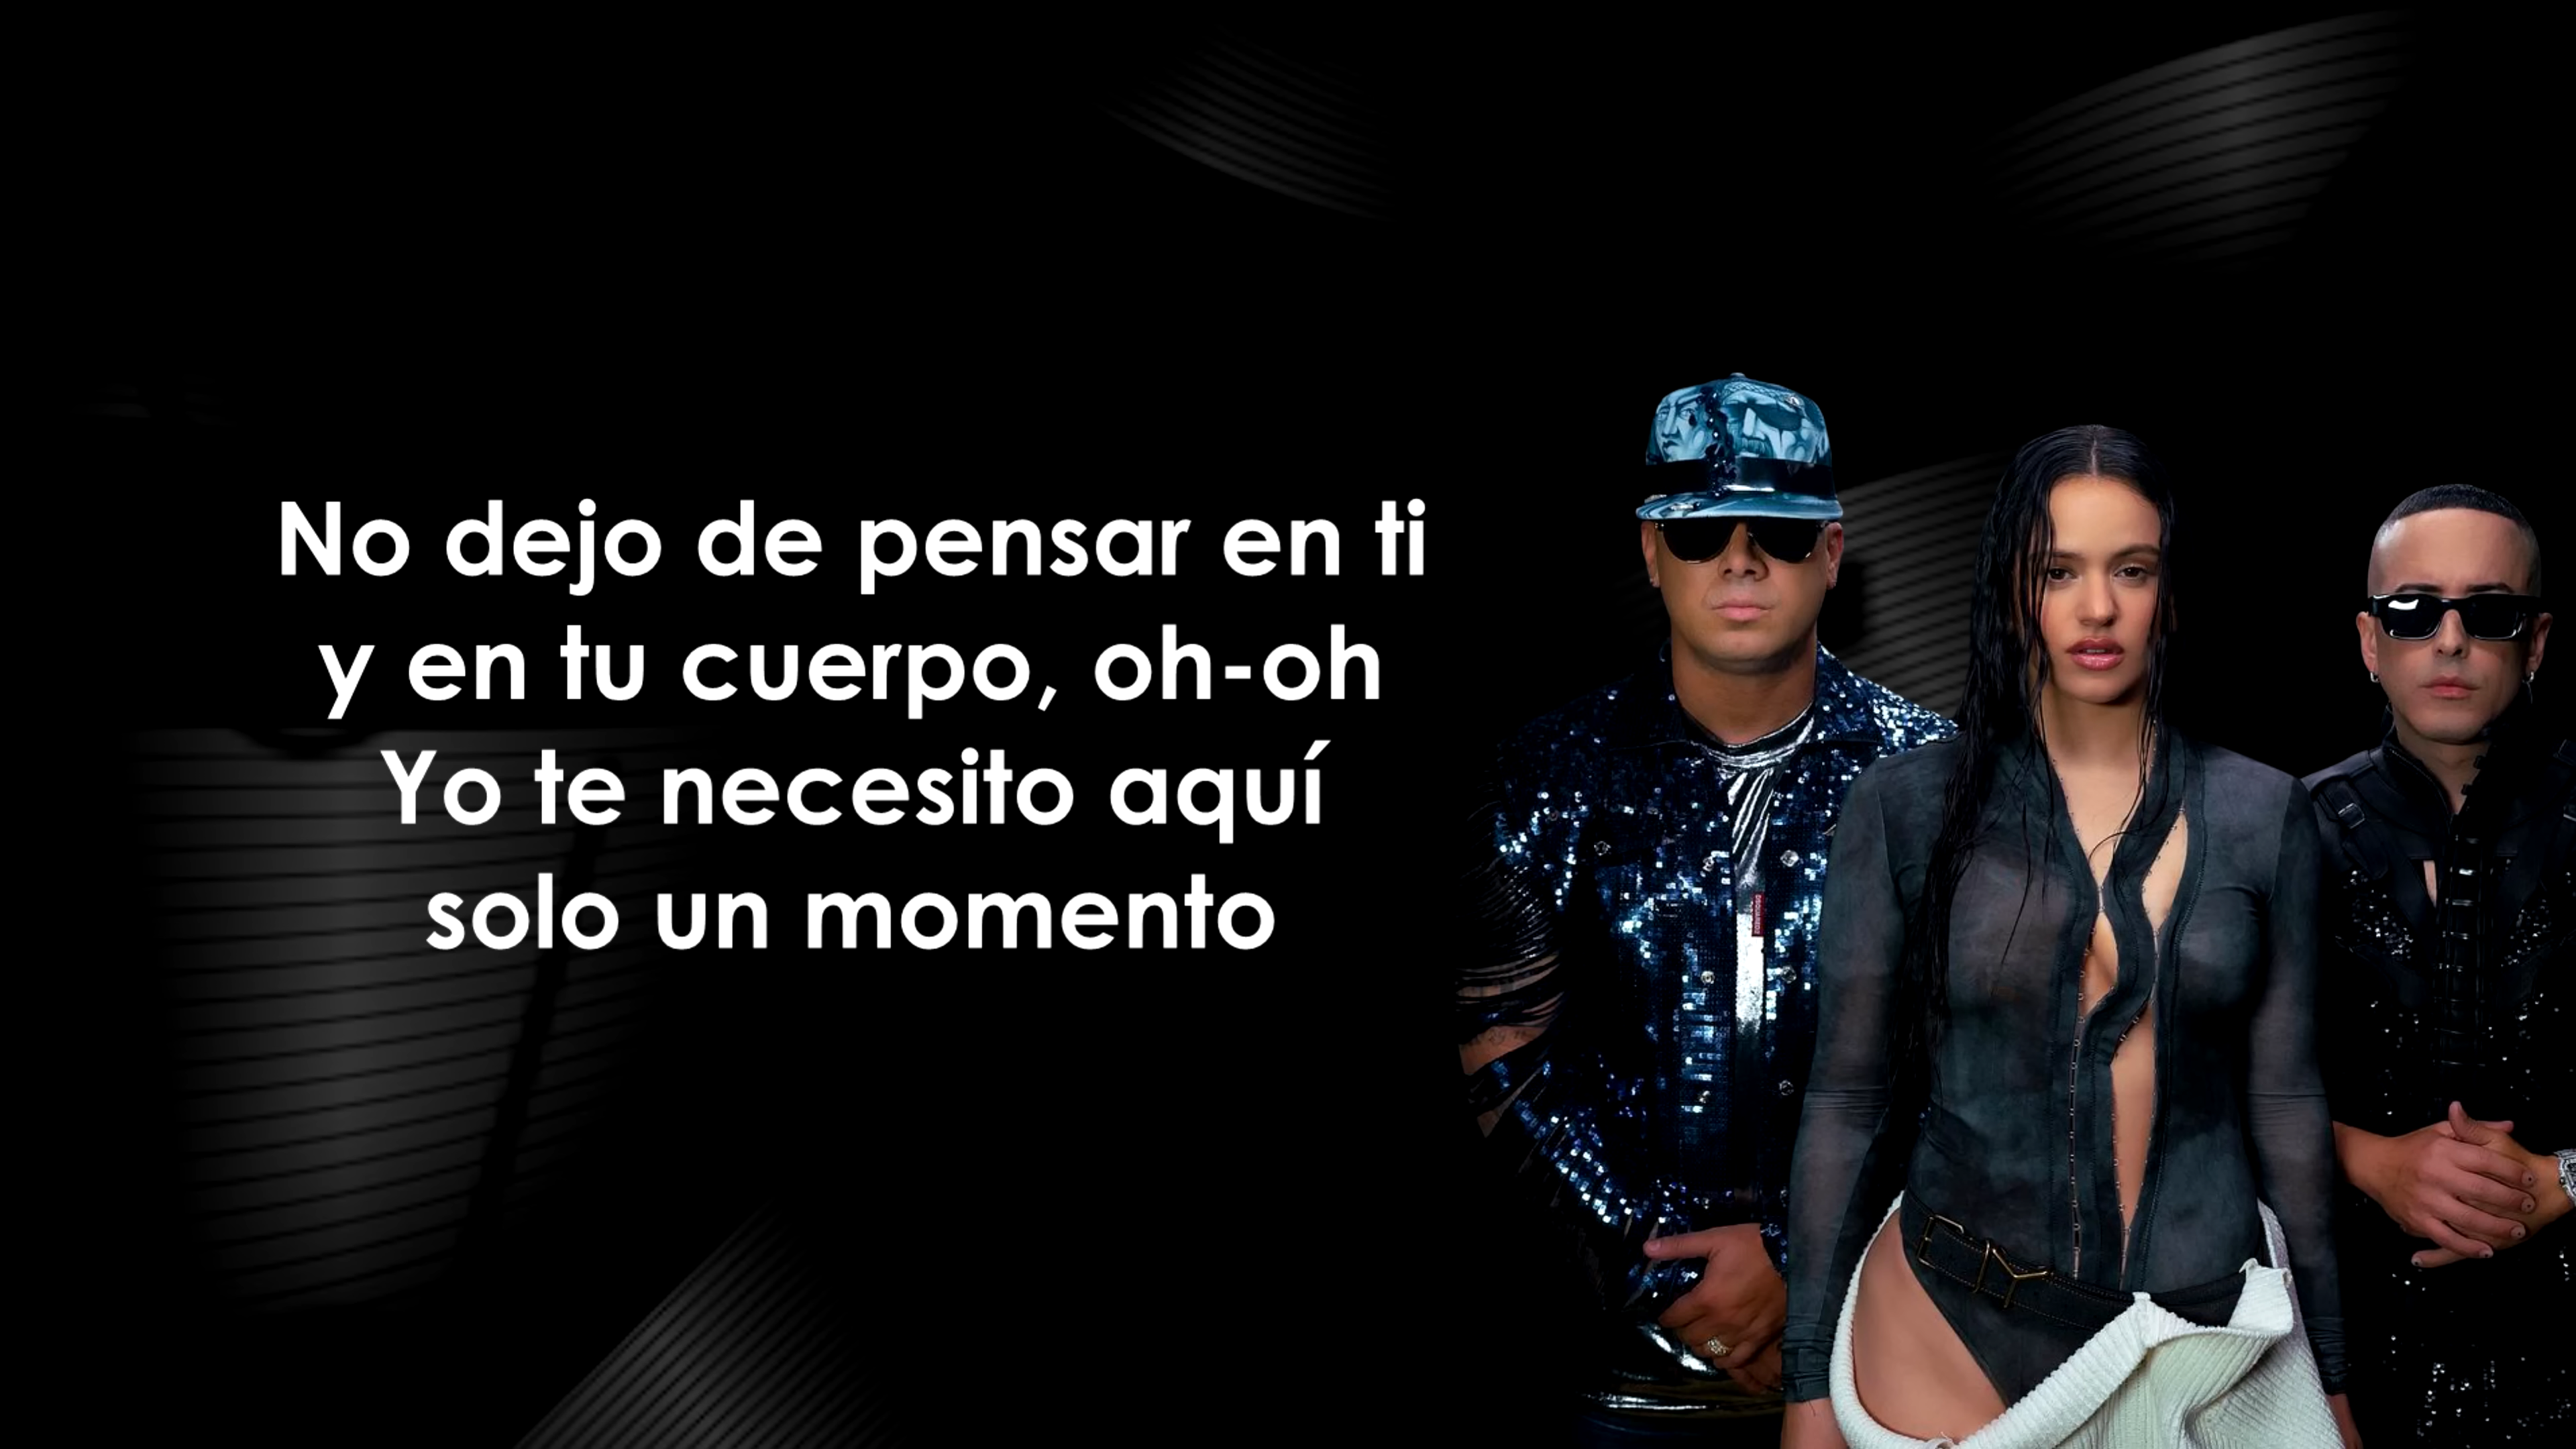 No dejo de pensar en ti
y en tu cuerpo, oh-oh
Yo te necesito aquí
solo un momento